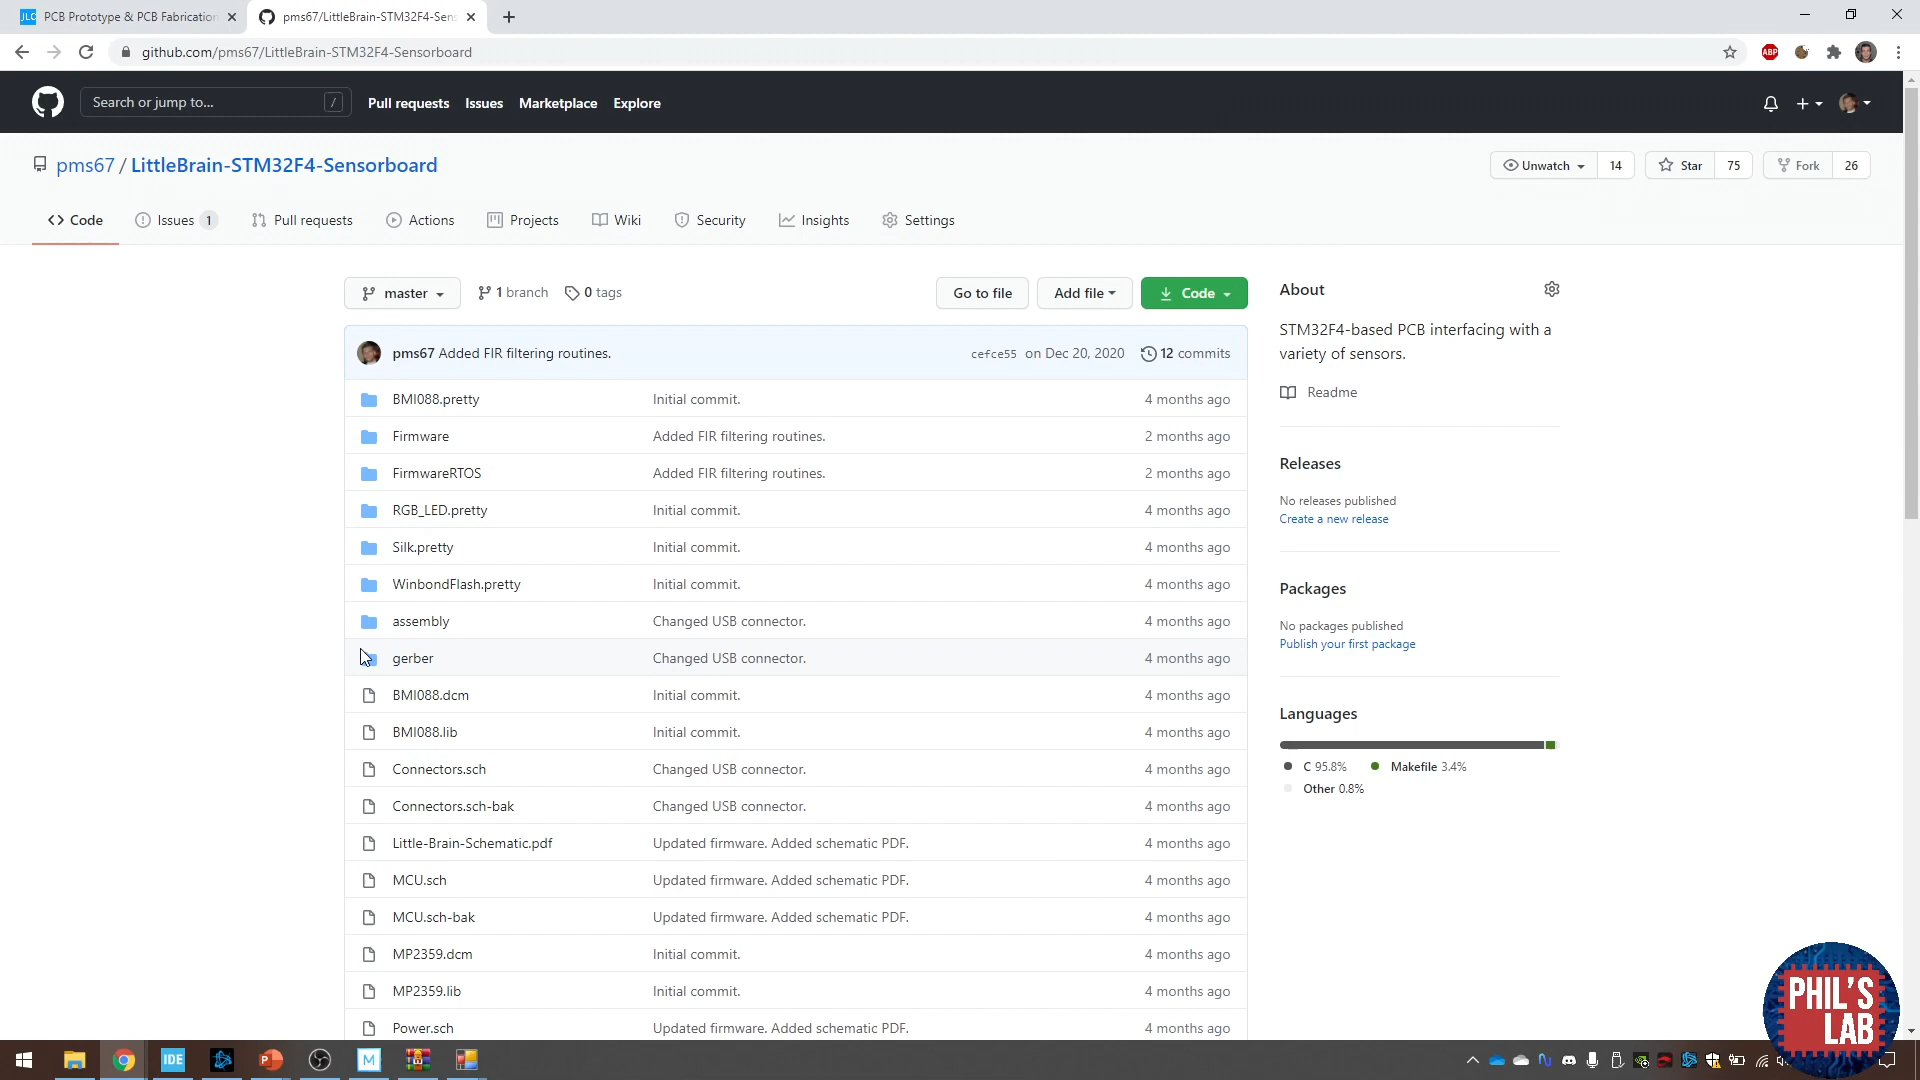 JLC PCB Prototype & PCB Fabrication
pms67/LittleBrain-STM32F4-Sens
github.com/pms67/LittleBrain-STM32F4-Sensorboard
ABP
Search or jump to... /
Pull requests Issues Marketplace Explore
pms67 / LittleBrain-STM32F4-Sensorboard
Unwatch 14 Star 75 Fork 26
Code Issues 1 Pull requests Actions Projects Wiki Security Insights Settings
master 1 branch 0 tags Go to file Add file Code
pms67 Added FIR filtering routines. cefce55 on Dec 20, 2020 12 commits
BMI088.pretty Initial commit. 4 months ago
Firmware Added FIR filtering routines. 2 months ago
FirmwareRTOS Added FIR filtering routines. 2 months ago
RGB_LED.pretty Initial commit. 4 months ago
Silk.pretty Initial commit. 4 months ago
WinbondFlash.pretty Initial commit. 4 months ago
assembly Changed USB connector. 4 months ago
gerber Changed USB connector. 4 months ago
BMI088.dcm Initial commit. 4 months ago
BMI088.lib Initial commit. 4 months ago
Connectors.sch Changed USB connector. 4 months ago
Connectors.sch-bak Changed USB connector. 4 months ago
Little-Brain-Schematic.pdf Updated firmware. Added schematic PDF. 4 months ago
MCU.sch Updated firmware. Added schematic PDF. 4 months ago
MCU.sch-bak Updated firmware. Added schematic PDF. 4 months ago
MP2359.dcm Initial commit. 4 months ago
MP2359.lib Initial commit. 4 months ago
Power.sch Updated firmware. Added schematic PDF. 4 months ago
About
STM32F4-based PCB interfacing with a
variety of sensors.
Readme
Releases
No releases published
Create a new release
Packages
No packages published
Publish your first package
Languages
C 95.8% Makefile 3.4%
Other 0.8%
PHIL'S
LAB
IDE
P
M